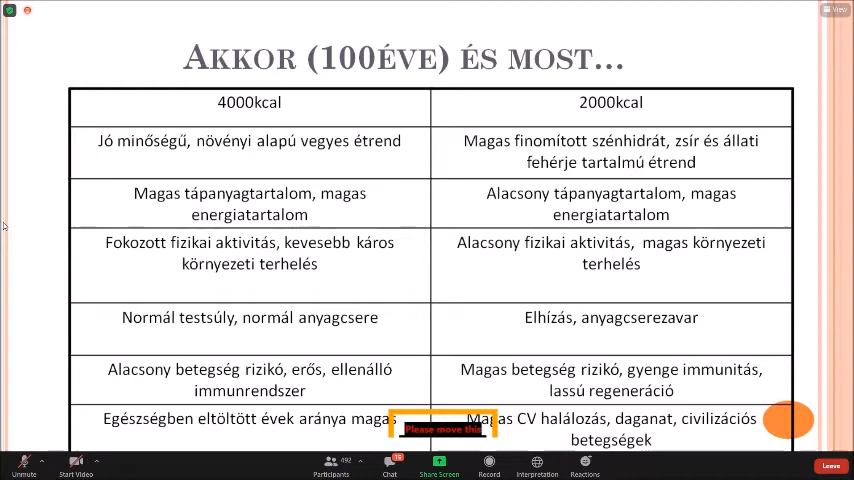 View
AKKOR (100ÉVE) ÉS MOST...
4000kcal
2000kcal
Jó minőségű, növényi alapú vegyes étrend
Magas finomított szénhidrát, zsír és állati
fehérje tartalmú étrend
Magas tápanyagtartalom, magas
energiatartalom
Alacsony tápanyagtartalom, magas
energiatartalom
Fokozott fizikai aktivitás, kevesebb káros
környezeti terhelés
Alacsony fizikai aktivitás, magas környezeti
terhelés
Normál testsúly, normál anyagcsere
Elhízás, anyagcserezavar
Alacsony betegség rizikó, erős, ellenálló
immunrendszer
Magas betegség rizikó, gyenge immunitás,
lassú regeneráció
Egészségben eltöltött évek aránya magas
Magas CV halálozás, daganat, civilizációs
betegségek
Please move this
Unmute
Start Video
Participants
492
Chat
15
Share Screen
Record
Interpretation
Reactions
Leave